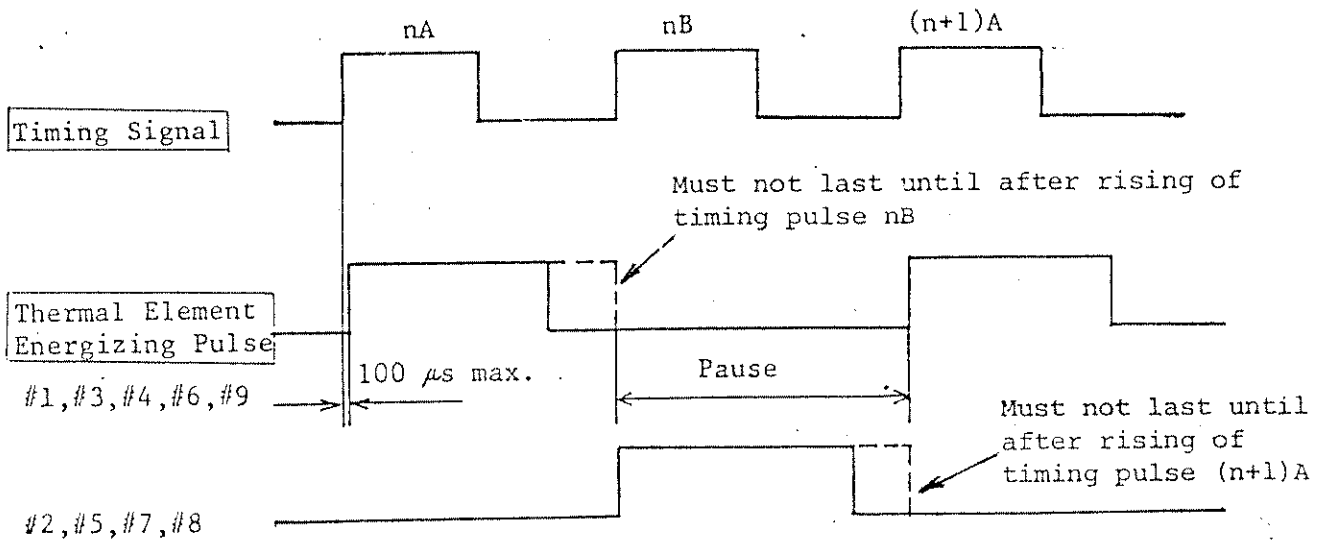 nA nB (n+1)A
Timing Signal
Must not last until after rising of
timing pulse nB
Thermal Element
Energizing Pulse
100 μs max.
Pause
#1,#3,#4,#6,#9
Must not last until
after rising of
timing pulse (n+1)A
#2,#5,#7,#8